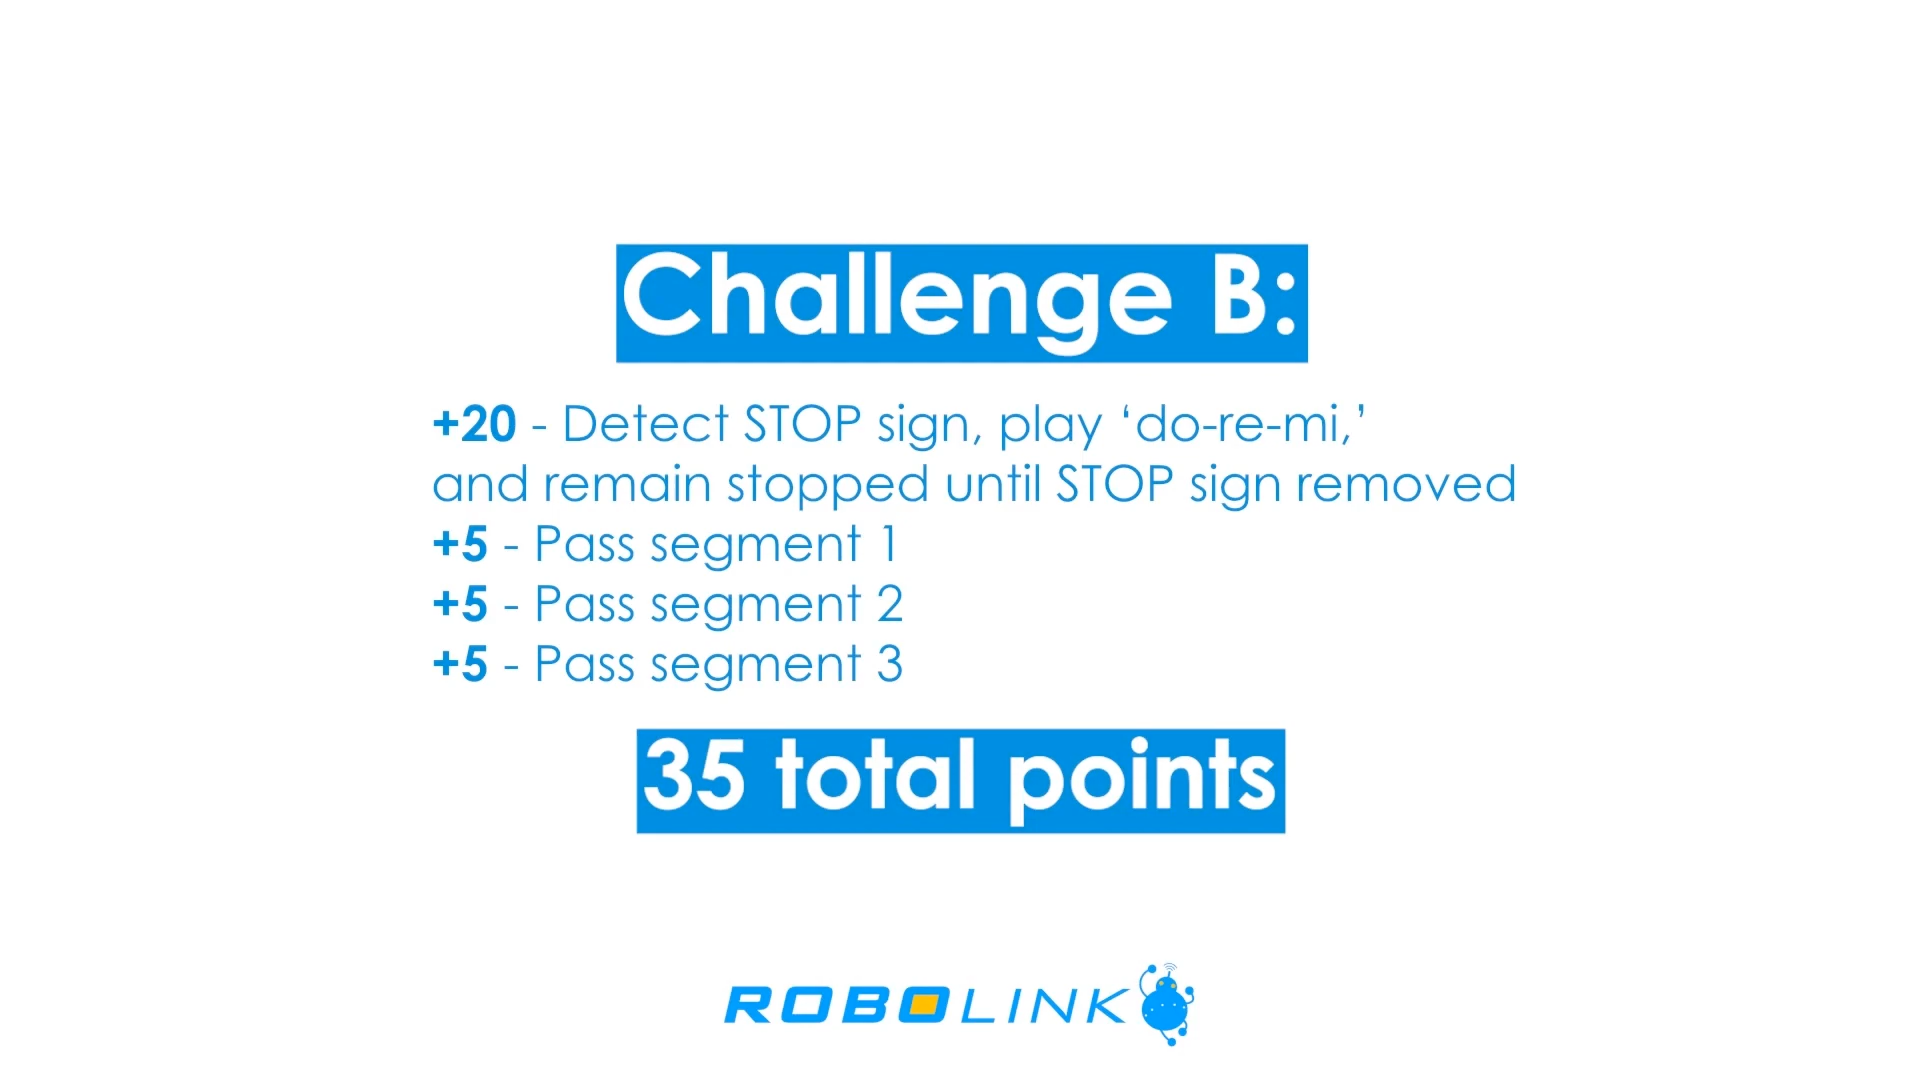 Challenge B:
+20 - Detect STOP sign, play ‘do-re-mi,’
and remain stopped until STOP sign removed
+5 - Pass segment 1
+5 - Pass segment 2
+5 - Pass segment 3
35 total points
ROBOLINK